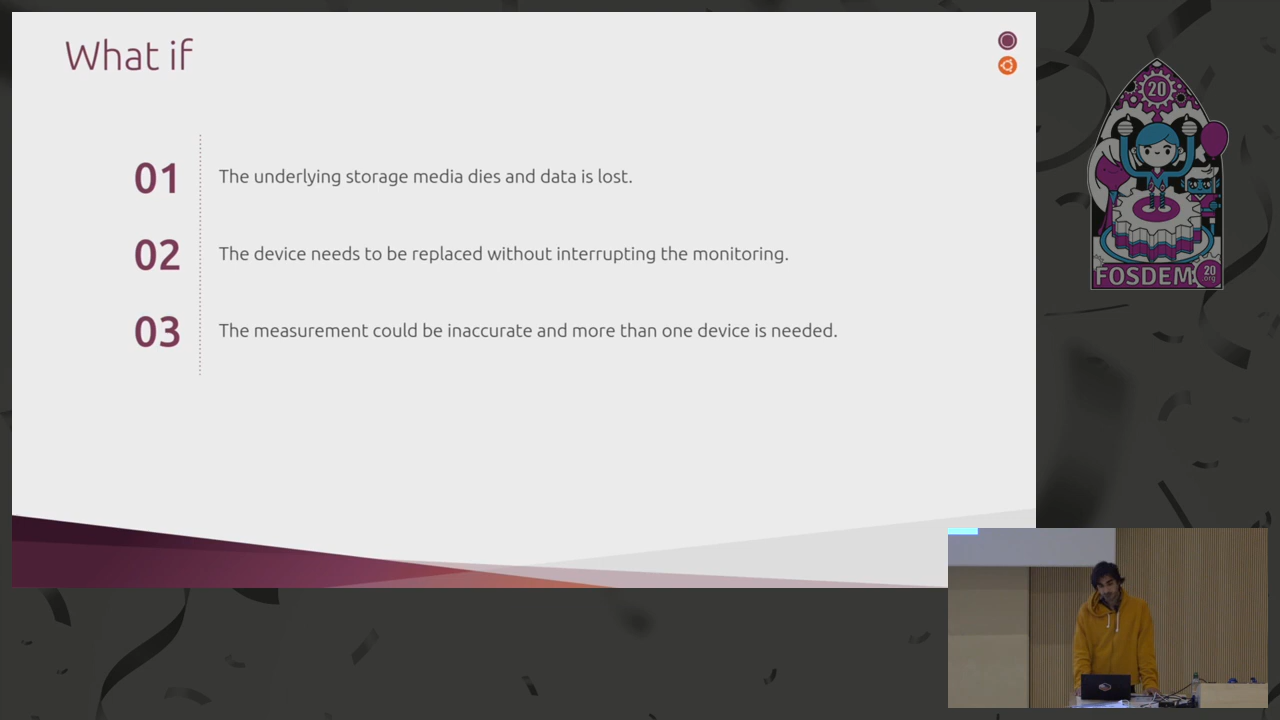 What if
01 The underlying storage media dies and data is lost.
02 The device needs to be replaced without interrupting the monitoring.
03 The measurement could be inaccurate and more than one device is needed.
20
FOSDEM
20
.org